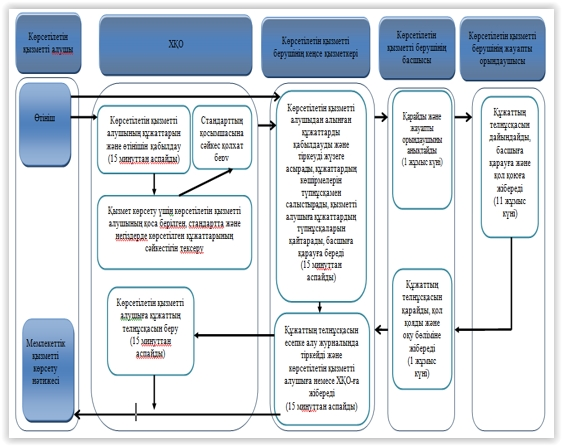 Көрсетілетін
қызметті алушы
ХҚО
Көрсетілетін қызметті
берушінің кеңсе қызметкері
Көрсетілетін
қызметті берушінің
басшысы
Көрсетілетін қызметті
берушінің жауапты
орындаушысы
Өтініш
Көрсетілетін қызметті
алушының құжаттарын
және өтінішін қабылдау
(15 минуттан аспайды)
Стандарттың
қосымшасына
сәйкес қолхат
беру
Қызмет көрсету үшін көрсетілетін қызметті
алушының қоса берілген, стандартта және
негіздерде көрсетілген құжаттарының
сәйкестігін тексеру
Көрсетілетін қызметті
алушыдан алынған
құжаттарды
қабылдауды және
тіркеуді жүзеге
асырады, құжаттардың
көшірмелерін
түпнұсқамен
салыстырады, қызметті
алушыға құжаттардың
түпнұсқаларын
қайтарады, басшыға
қарауға береді
(15 минуттан
аспайды)
Қарайды және
жауапты
орындаушыны
анықтайды
(1 жұмыс күні)
Құжаттың
телнұсқасын
дайындайды,
басшыға
қарауға және
қол қоюға
жібереді
(11 жұмыс
күні)
Мемлекеттік
қызметті
көрсету
нәтижесі
Көрсетілетін қызметті
алушыға құжаттың
телнұсқасын беру
(15 минуттан
аспайды)
Құжаттың телнұсқасын
есепке алу журналында
тіркейді және
көрсетілетін қызметті
алушыға немесе ХҚО-ға
жібереді
(15 минуттан аспайды)
Құжаттың
телнұсқасын
қарайды, қол
қояды және
оқу бөліміне
жібереді
(1 жұмыс
күні)